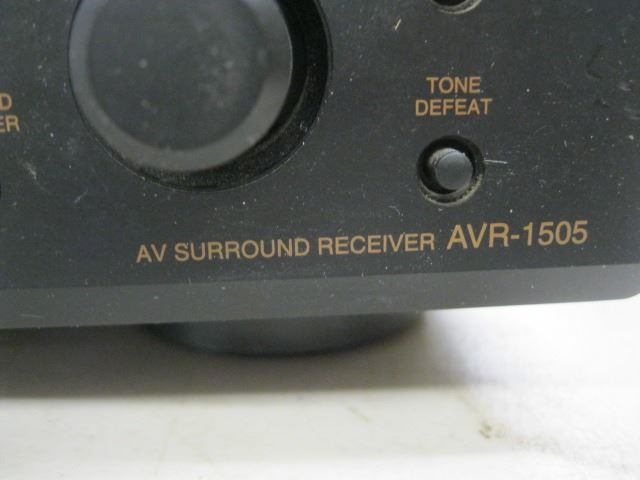 TONE
DEFEAT
AV SURROUND RECEIVER AVR-1505